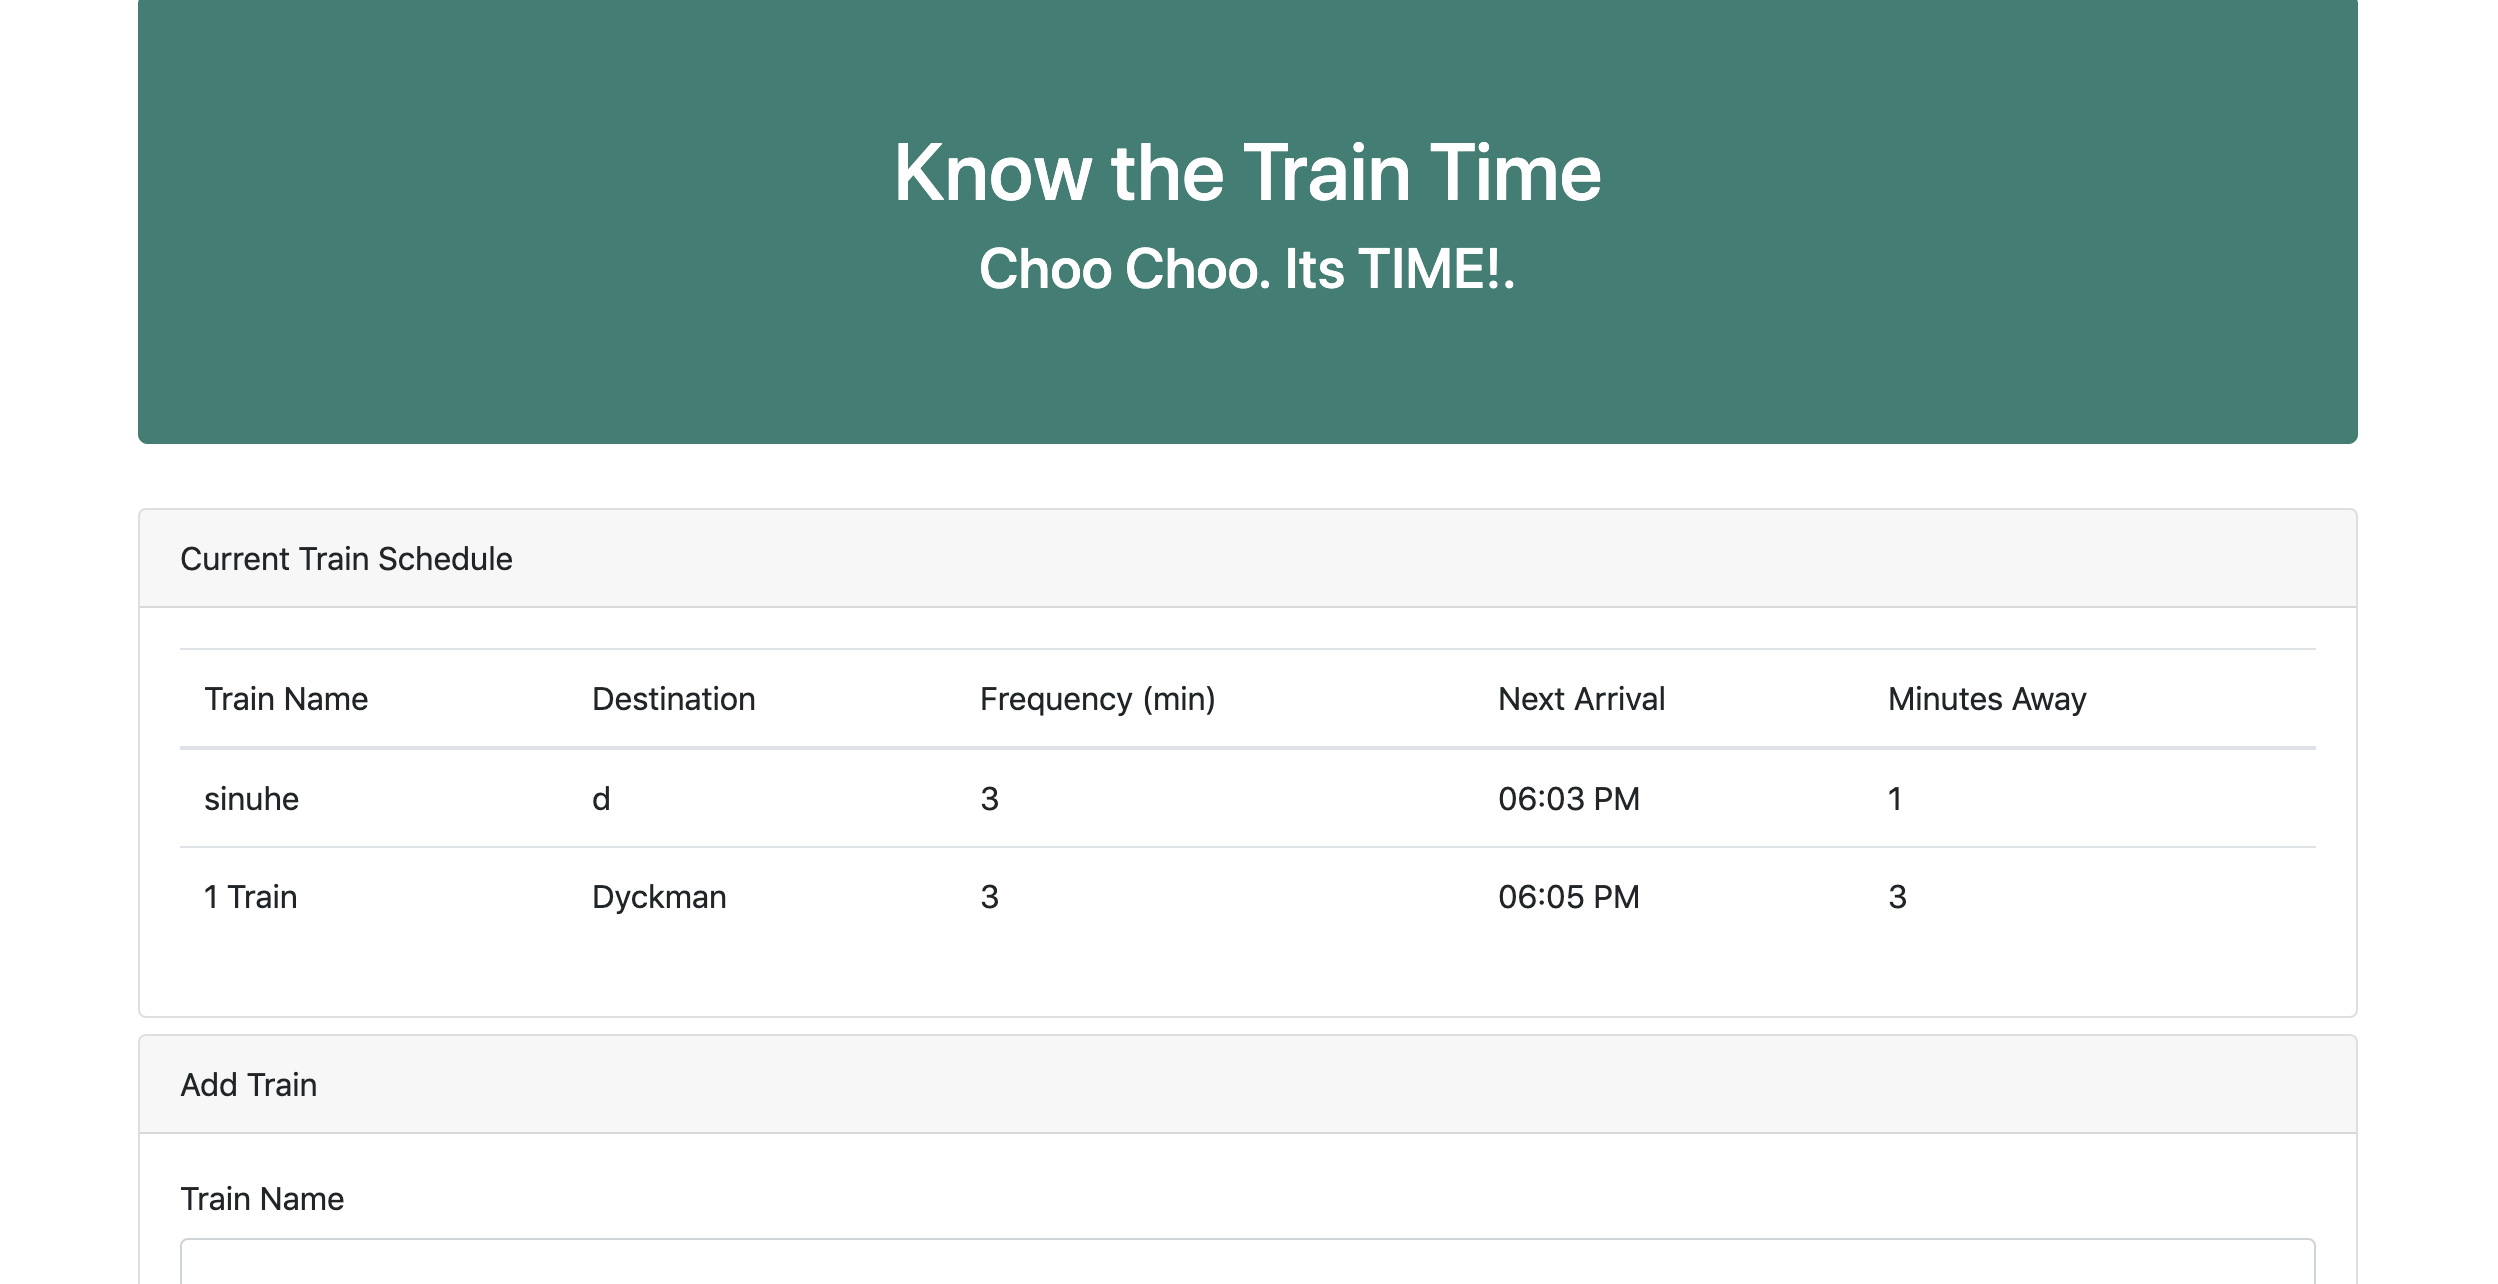 Know the Train Time
Choo Choo. Its TIME!.
Current Train Schedule
Train Name Destination Frequency (min) Next Arrival Minutes Away
sinuhe d 3 06:03 PM 1
1 Train Dyckman 3 06:05 PM 3
Add Train
Train Name